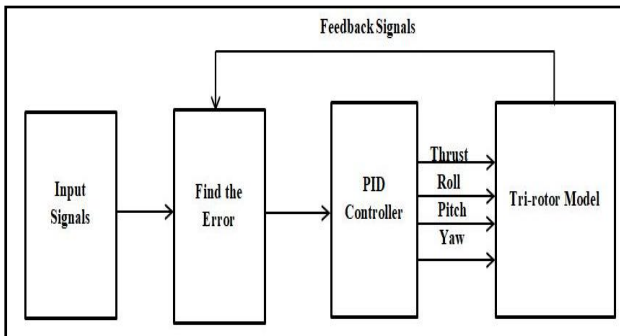 Feedback Signals
Input
Signals
Find the
Error
PID
Controller
Thrust
Roll
Pitch
Yaw
Tri-rotor Model